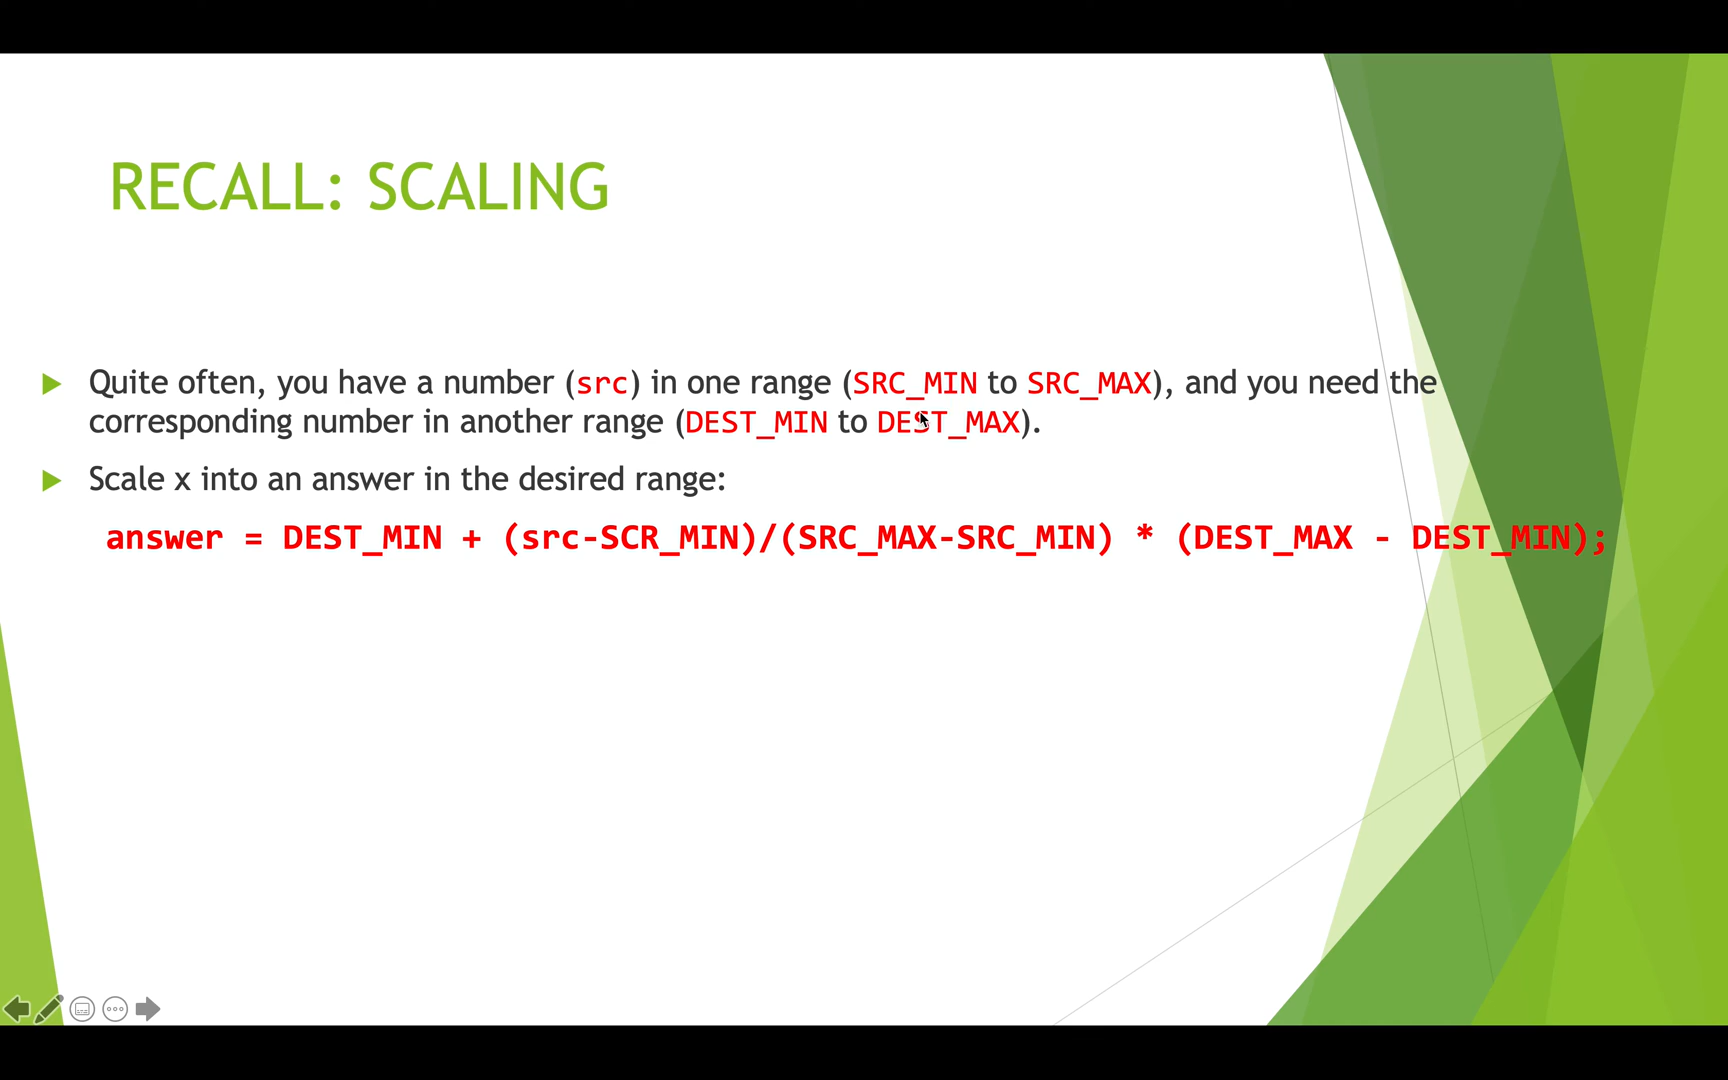 RECALL: SCALING
Quite often, you have a number (src) in one range (SRC_MIN to SRC_MAX), and you need the
corresponding number in another range (DEST_MIN to DEST_MAX).
Scale x into an answer in the desired range:
answer = DEST_MIN + (src-SCR_MIN)/(SRC_MAX-SRC_MIN) * (DEST_MAX - DEST_MIN);